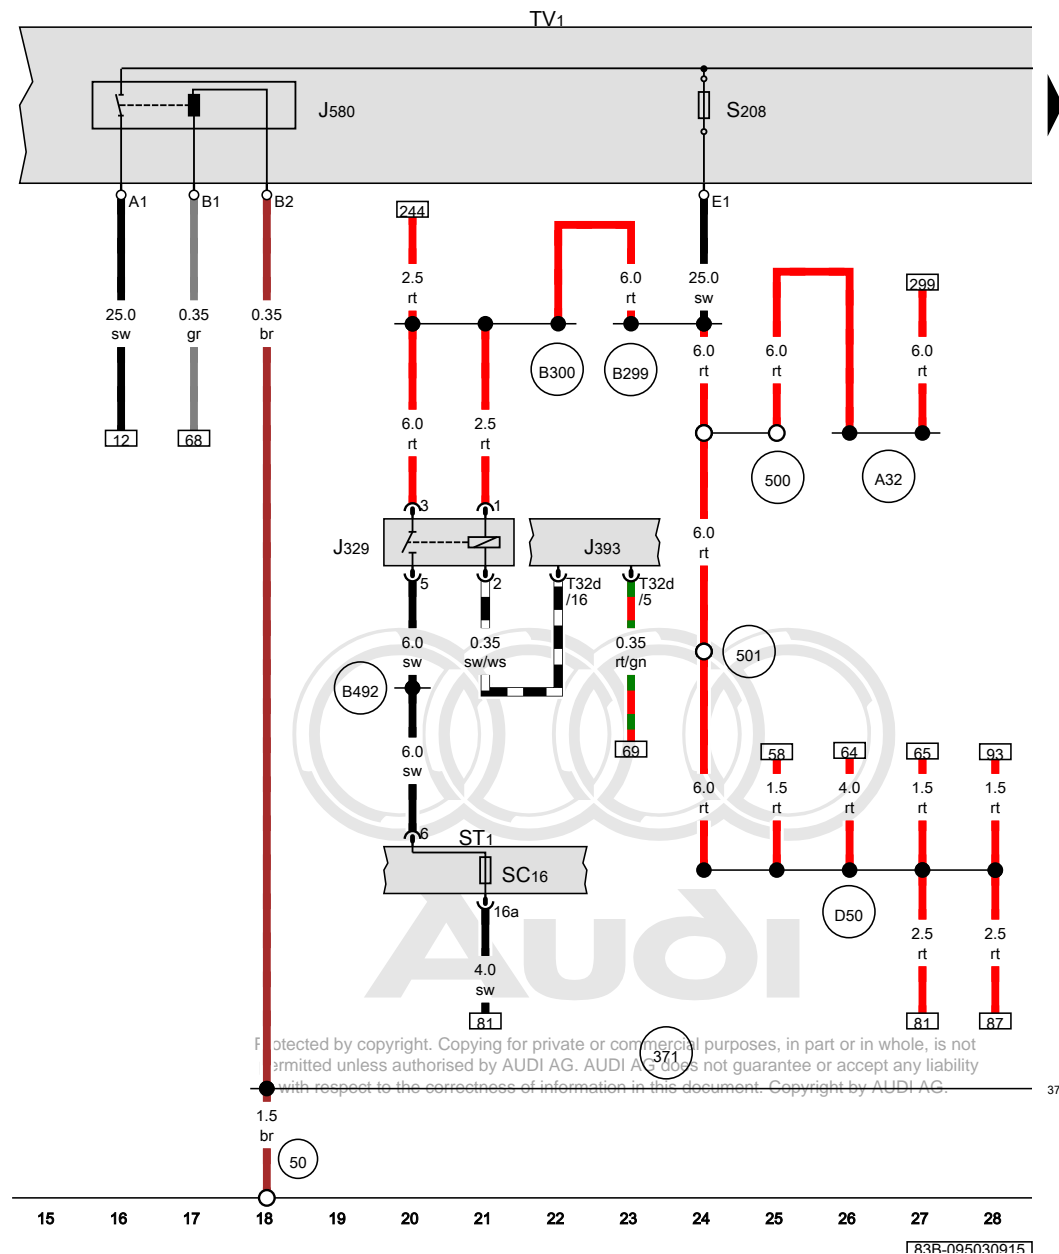 TV1
J580
S208
A1
B1
B2
E1
244
299
2.5
rt
6.0
rt
25.0
sw
25.0
sw
0.35
gr
0.35
br
6.0
rt
6.0
rt
6.0
rt
B300
B299
6.0
rt
2.5
rt
12
68
500
A32
3
1
J329
J393
6.0
rt
5
2
T32d
/16
T32d
/5
6.0
sw
0.35
sw/ws
0.35
rt/gn
501
B492
6.0
sw
69
58
64
65
93
6.0
rt
1.5
rt
4.0
rt
1.5
rt
1.5
rt
6
ST1
SC16
16a
D50
Audi
2.5
rt
2.5
rt
4.0
sw
81
81
87
Protected by copyright. Copying for private or commercial purposes, in part or in whole, is not
permitted unless authorised by AUDI AG. AUDI AG does not guarantee or accept any liability
with respect to the correctness of information in this document. Copyright by AUDI AG.
371
37
1.5
br
50
15 16 17 18 19 20 21 22 23 24 25 26 27 28
83B-095030915